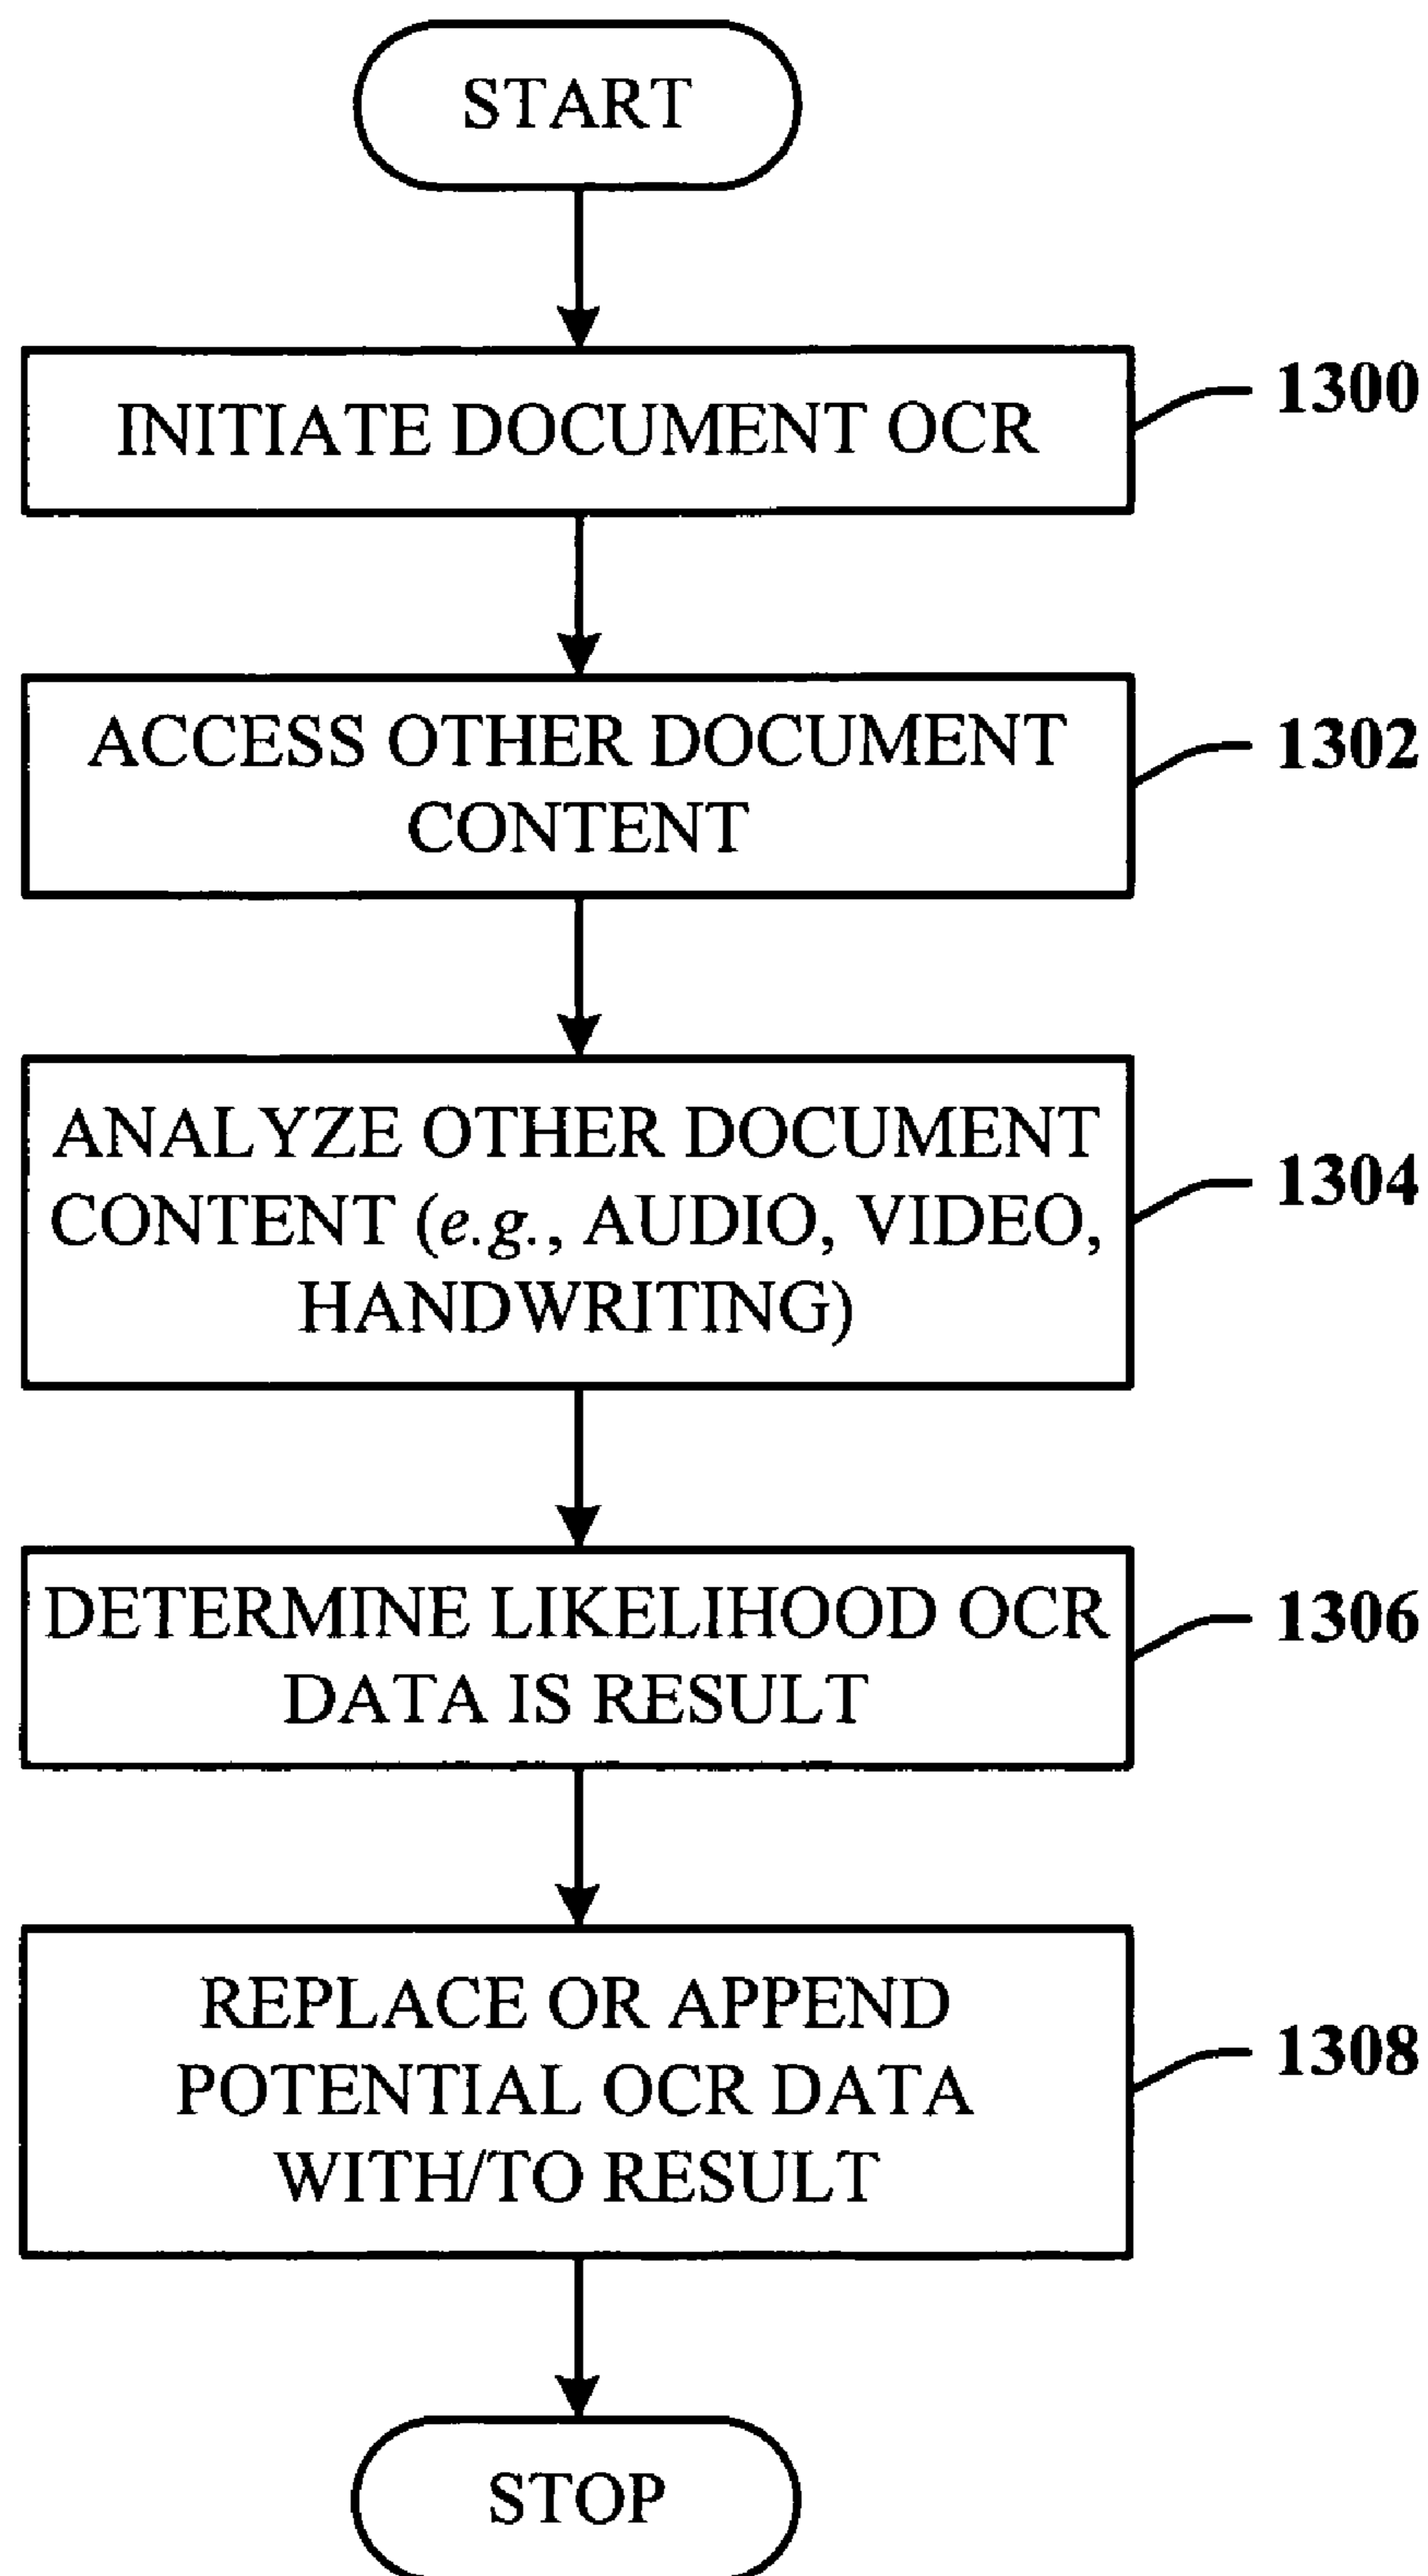 START
INITIATE DOCUMENT OCR
1300
ACCESS OTHER DOCUMENT
CONTENT
1302
ANALYZE OTHER DOCUMENT
CONTENT (e.g., AUDIO, VIDEO,
HANDWRITING)
1304
DETERMINE LIKELIHOOD OCR
DATA IS RESULT
1306
REPLACE OR APPEND
POTENTIAL OCR DATA
WITH/TO RESULT
1308
STOP